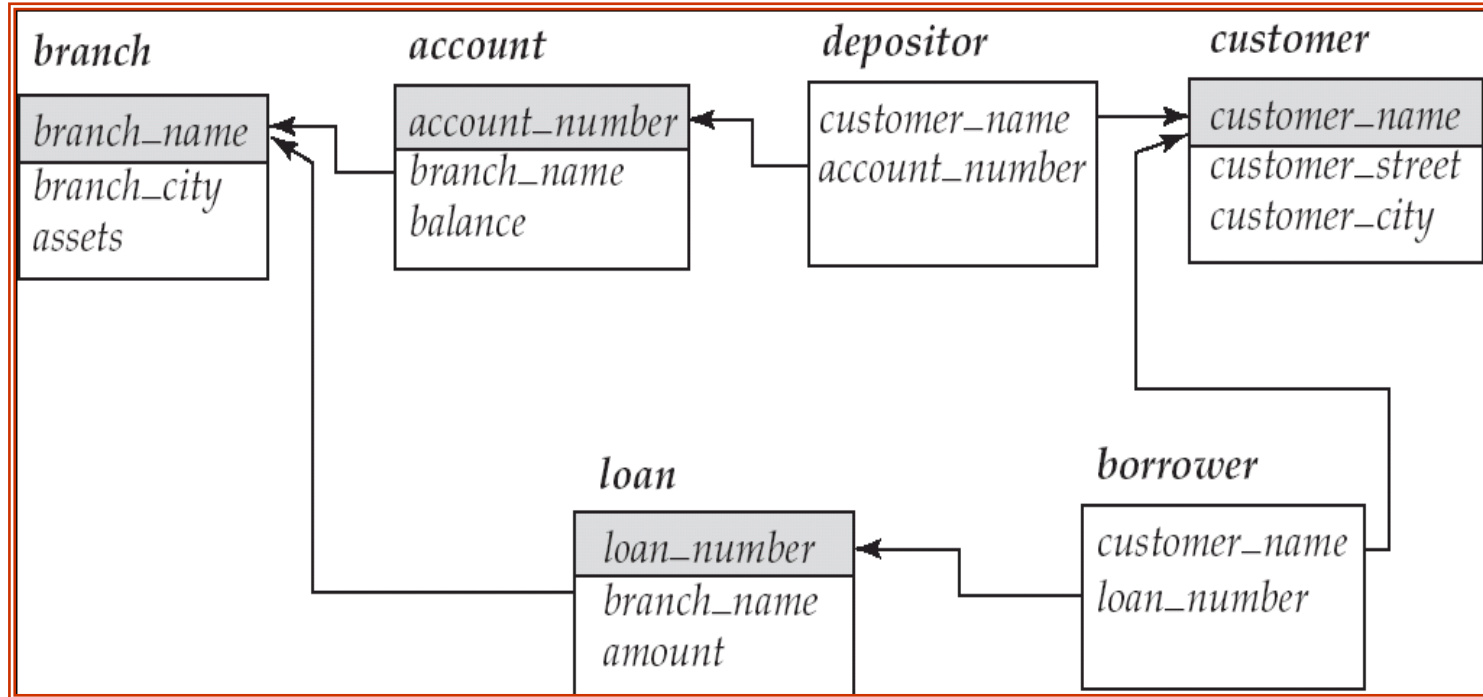 branch
branch_name
branch_city
assets
account
account_number
branch_name
balance
depositor
customer_name
account_number
customer
customer_name
customer_street
customer_city
loan
loan_number
branch_name
amount
borrower
customer_name
loan_number